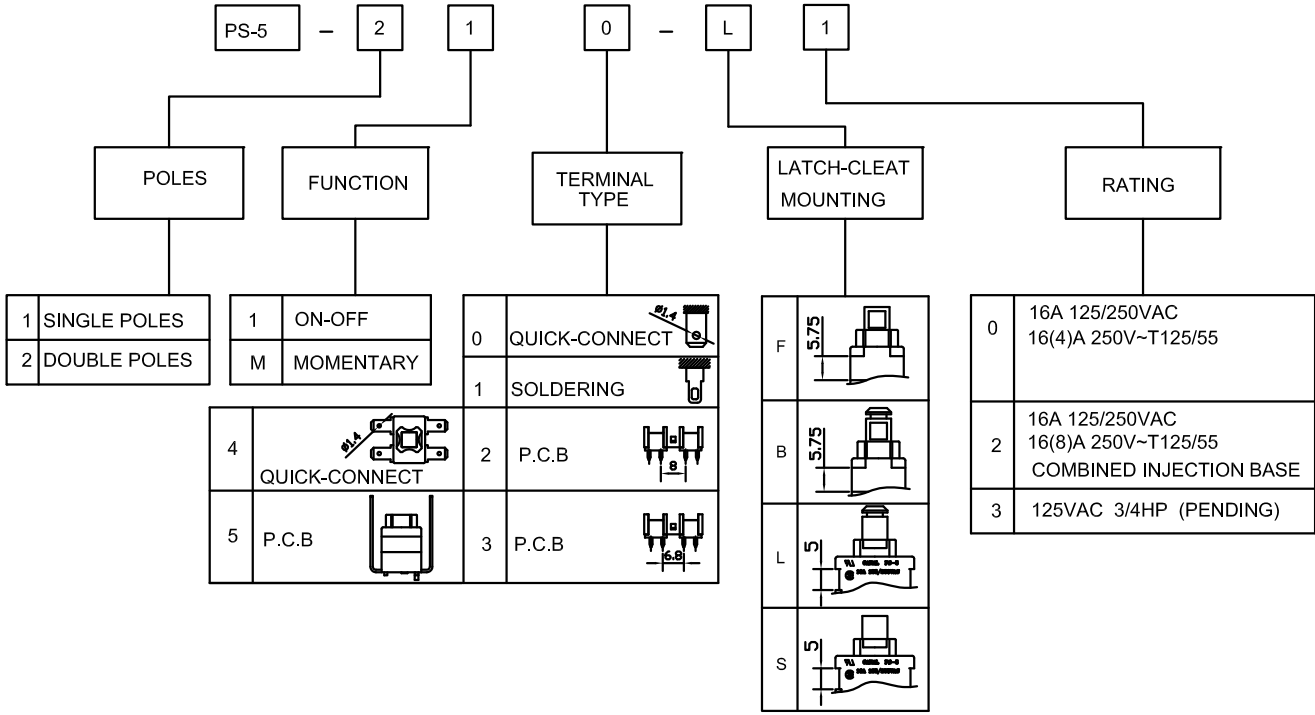 PS-5 – 2 1 0 – L 1
POLES
FUNCTION
TERMINAL
TYPE
LATCH-CLEAT
MOUNTING
RATING
1 SINGLE POLES
2 DOUBLE POLES
1 ON-OFF
M MOMENTARY
0 QUICK-CONNECT ø1.4
1 SOLDERING
4 QUICK-CONNECT ø1.4
2 P.C.B 8
5 P.C.B
3 P.C.B 6.8
F 5.75
B 5.75
L 5
S 5
0 16A 125/250VAC
16(4)A 250V~T125/55
2 16A 125/250VAC
16(8)A 250V~T125/55
COMBINED INJECTION BASE
3 125VAC 3/4HP (PENDING)